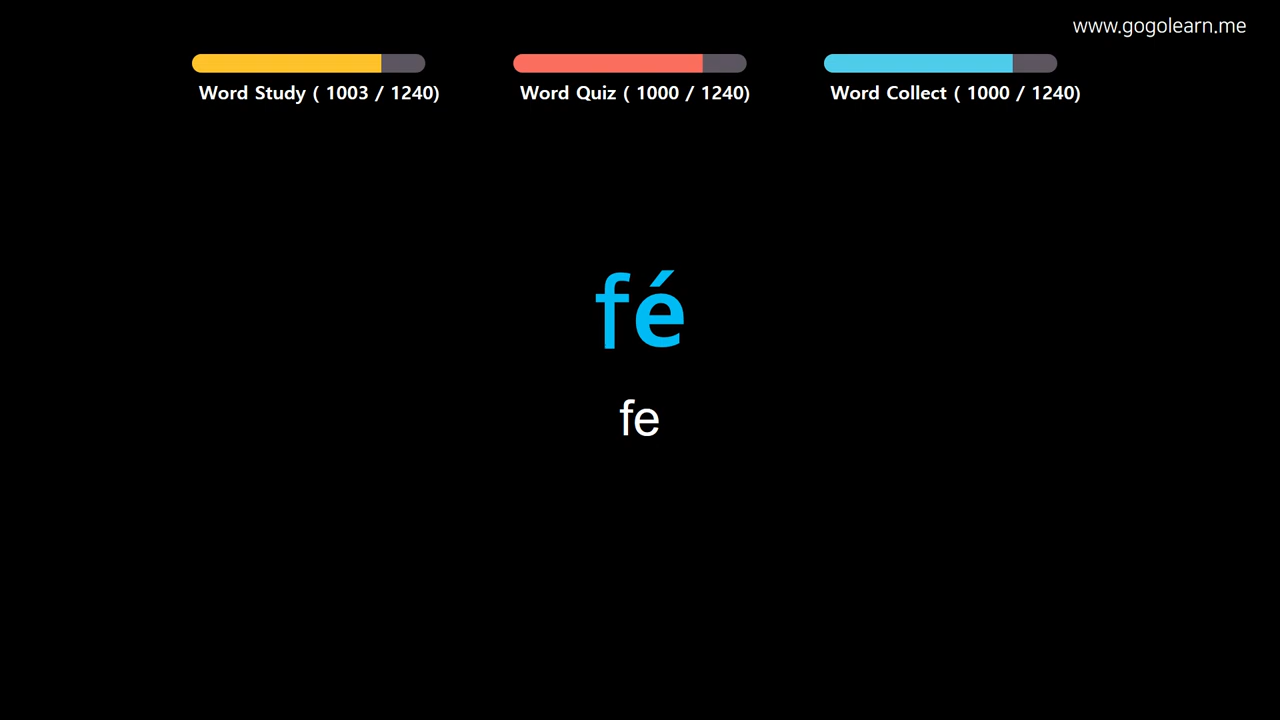 www.gogolearn.me
Word Study ( 1003 / 1240)
Word Quiz ( 1000 / 1240)
Word Collect ( 1000 / 1240)
fé
fe